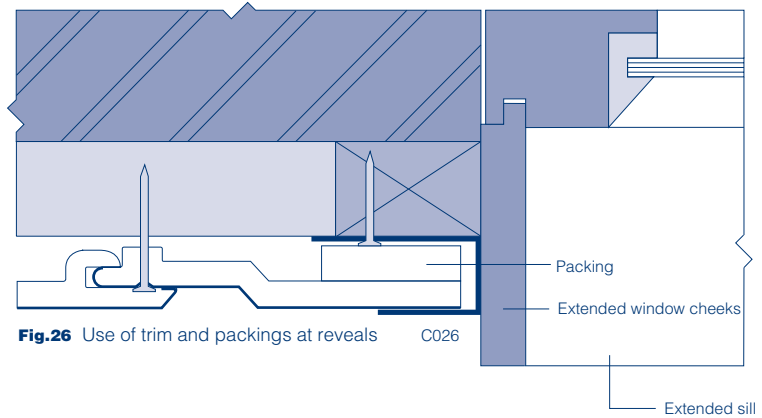 Packing
Extended window cheeks
Fig.26 Use of trim and packings at reveals C026
Extended sill